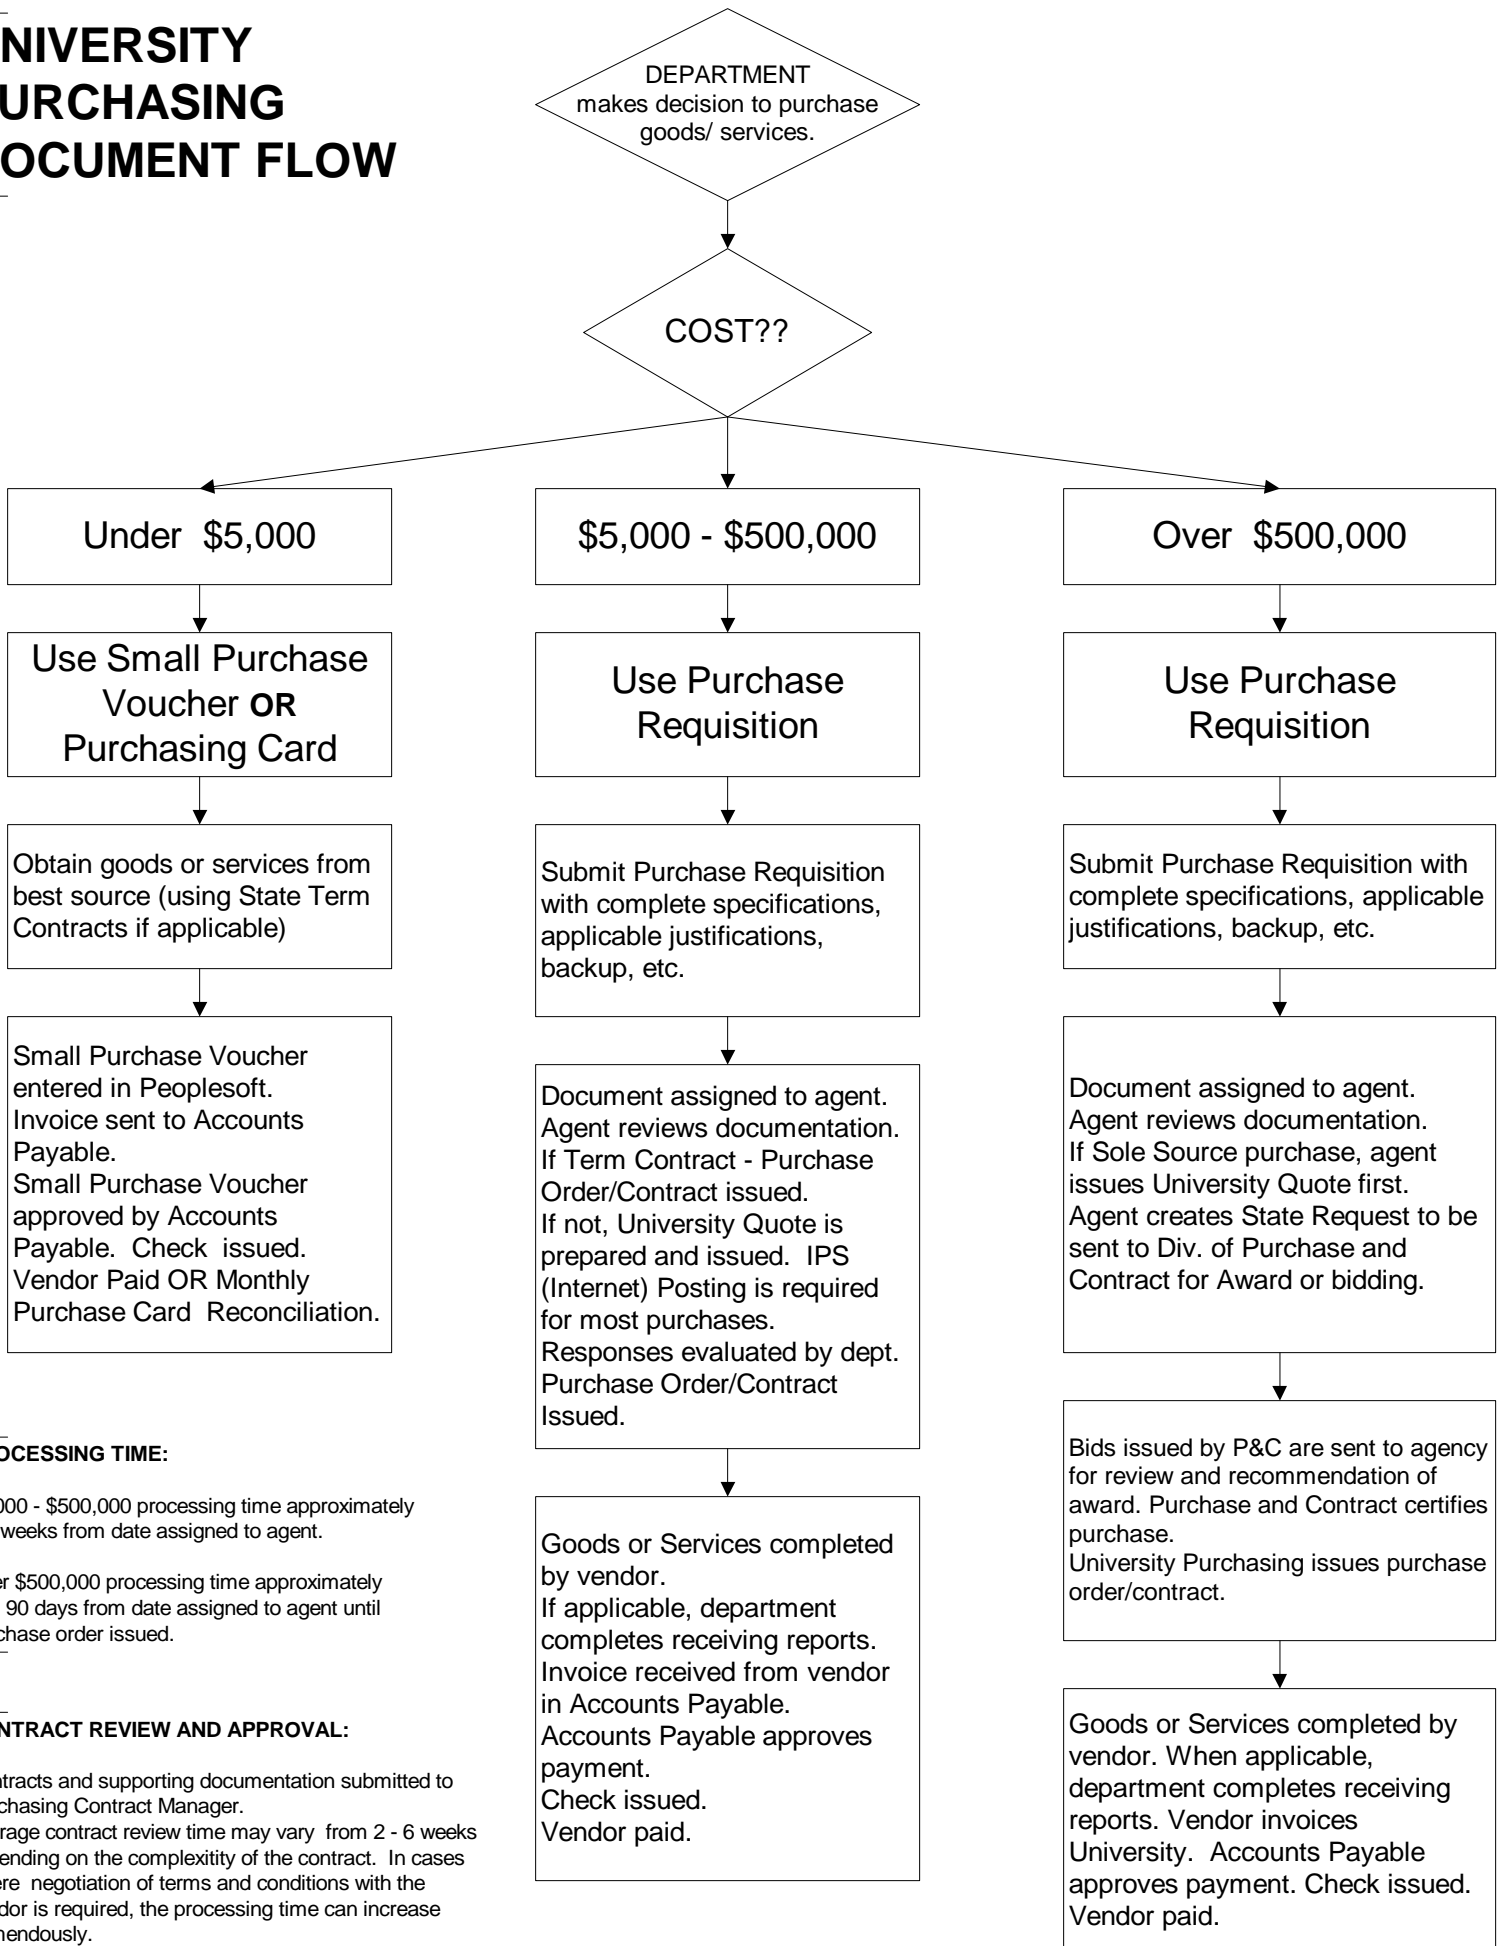 NIVERSITY
URCHASING
OCUMENT FLOW
DEPARTMENT
makes decision to purchase
goods/ services.
COST??
Under $5,000
$5,000 - $500,000
Over $500,000
Use Small Purchase
Voucher OR
Purchasing Card
Use Purchase
Requisition
Use Purchase
Requisition
Obtain goods or services from
best source (using State Term
Contracts if applicable)
Submit Purchase Requisition
with complete specifications,
applicable justifications,
backup, etc.
Submit Purchase Requisition with
complete specifications, applicable
justifications, backup, etc.
Small Purchase Voucher
entered in Peoplesoft.
Invoice sent to Accounts
Payable.
Small Purchase Voucher
approved by Accounts
Payable. Check issued.
Vendor Paid OR Monthly
Purchase Card Reconciliation.
Document assigned to agent.
Agent reviews documentation.
If Term Contract - Purchase
Order/Contract issued.
If not, University Quote is
prepared and issued. IPS
(Internet) Posting is required
for most purchases.
Responses evaluated by dept.
Purchase Order/Contract
Issued.
Document assigned to agent.
Agent reviews documentation.
If Sole Source purchase, agent
issues University Quote first.
Agent creates State Request to be
sent to Div. of Purchase and
Contract for Award or bidding.
Bids issued by P&C are sent to agency
for review and recommendation of
award. Purchase and Contract certifies
purchase.
University Purchasing issues purchase
order/contract.
OCESSING TIME:
000 - $500,000 processing time approximately
weeks from date assigned to agent.
er $500,000 processing time approximately
90 days from date assigned to agent until
chase order issued.
Goods or Services completed
by vendor.
If applicable, department
completes receiving reports.
Invoice received from vendor
in Accounts Payable.
Accounts Payable approves
payment.
Check issued.
Vendor paid.
Goods or Services completed by
vendor. When applicable,
department completes receiving
reports. Vendor invoices
University. Accounts Payable
approves payment. Check issued.
Vendor paid.
NTRACT REVIEW AND APPROVAL:
ntracts and supporting documentation submitted to
chasing Contract Manager.
rage contract review time may vary from 2 - 6 weeks
ending on the complexitity of the contract. In cases
ere negotiation of terms and conditions with the
dor is required, the processing time can increase
mendously.